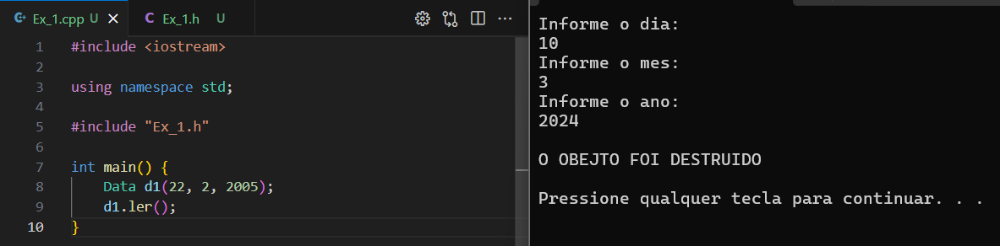 Ex_1.cpp U
Ex_1.h U
1 #include <iostream>
2
3 using namespace std;
4
5 #include "Ex_1.h"
6
7 int main() {
8 Data d1(22, 2, 2005);
9 d1.ler();
10 }
Informe o dia:
10
Informe o mes:
3
Informe o ano:
2024
O OBEJTO FOI DESTRUIDO
Pressione qualquer tecla para continuar. . .